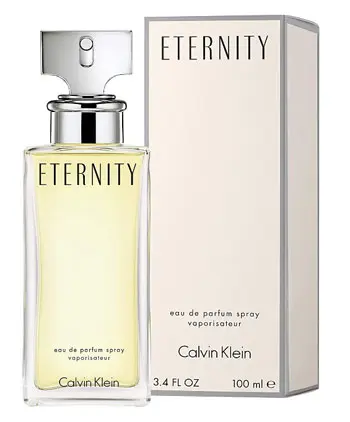 ETERNITY
eau de parfum spray
vaporisateur
Calvin Klein
ETERNITY
eau de parfum spray
vaporisateur
Calvin Klein
3.4 FL OZ 100 ml e